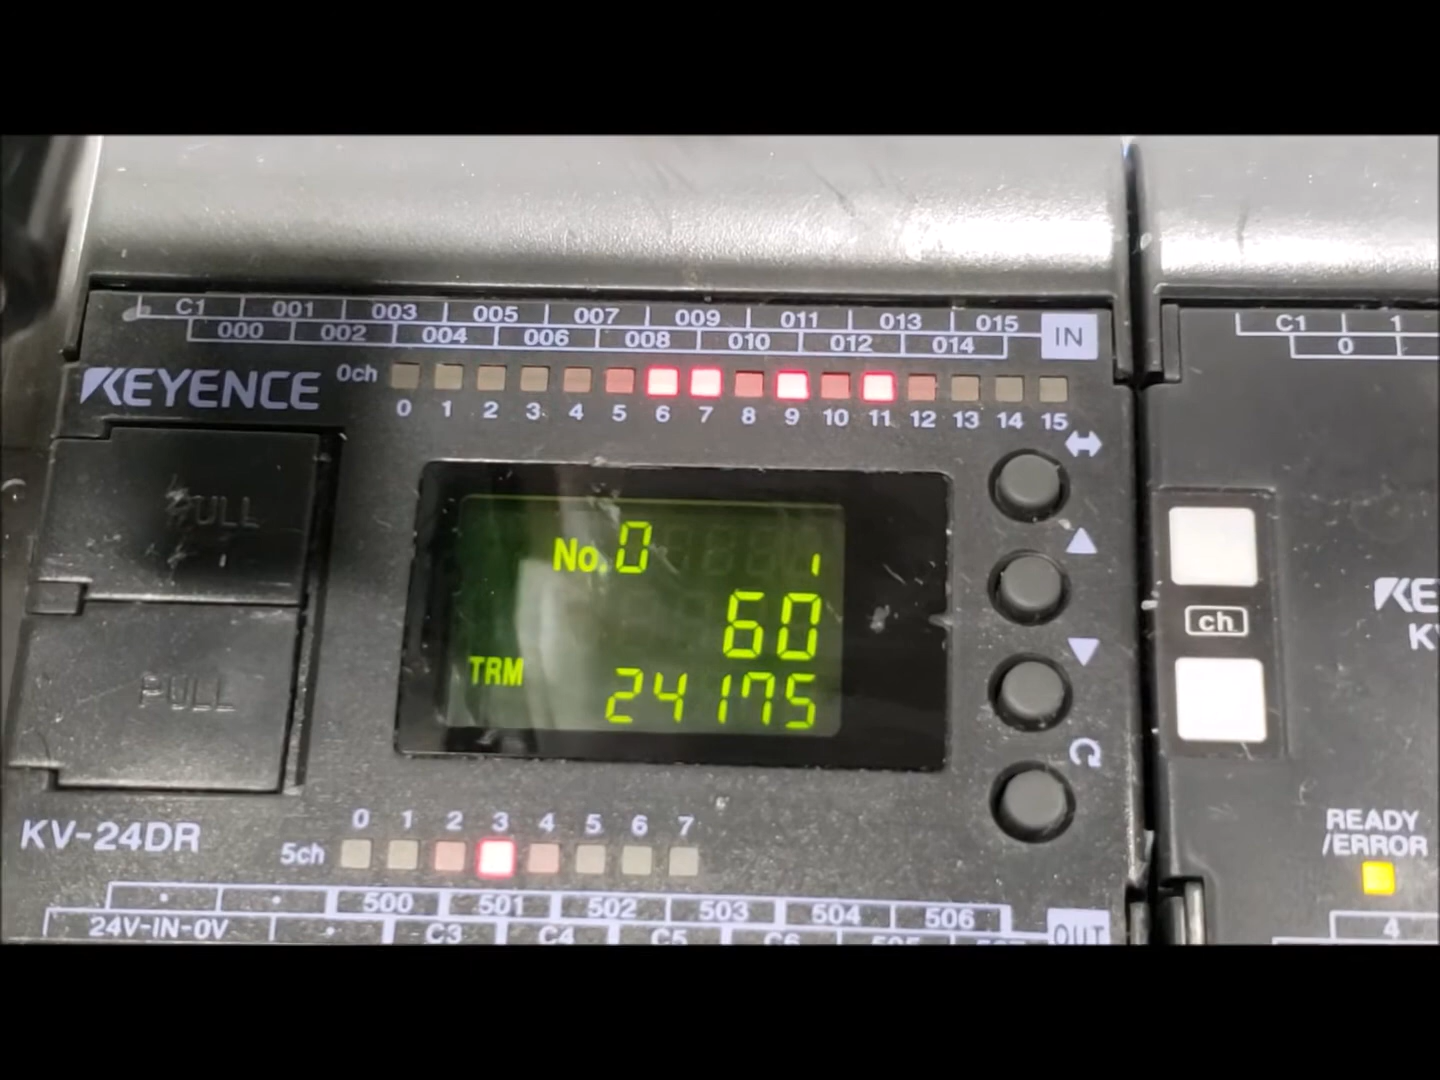 C1 001 003 005 007 009 011 013 015 IN
000 002 004 006 008 010 012 014
C1 1
0
KEYENCE 0ch
0 1 2 3 4 5 6 7 8 9 10 11 12 13 14 15
PULL
No.0 1
60
TRM 24175
ch
KE
PULL
KV-24DR
0 1 2 3 4 5 6 7
5ch
READY
/ERROR
500 501 502 503 504 506
24V-IN-0V C3 C4 C5 C6 OUT
4